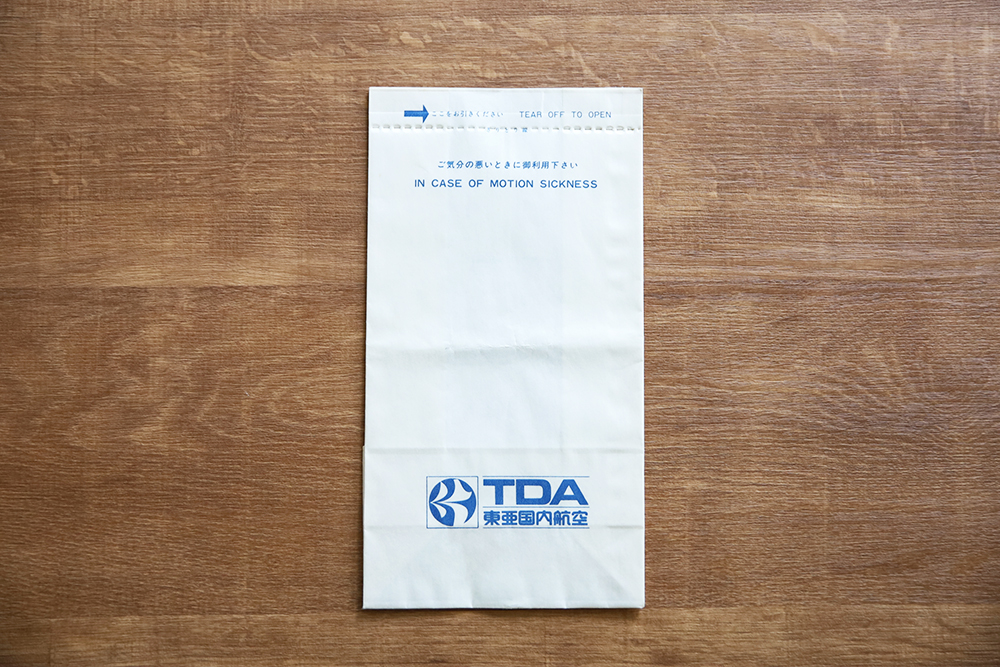 ここをお引きください TEAR OFF TO OPEN
ご気分の悪いときに御利用下さい
IN CASE OF MOTION SICKNESS
TDA
東亜国内航空